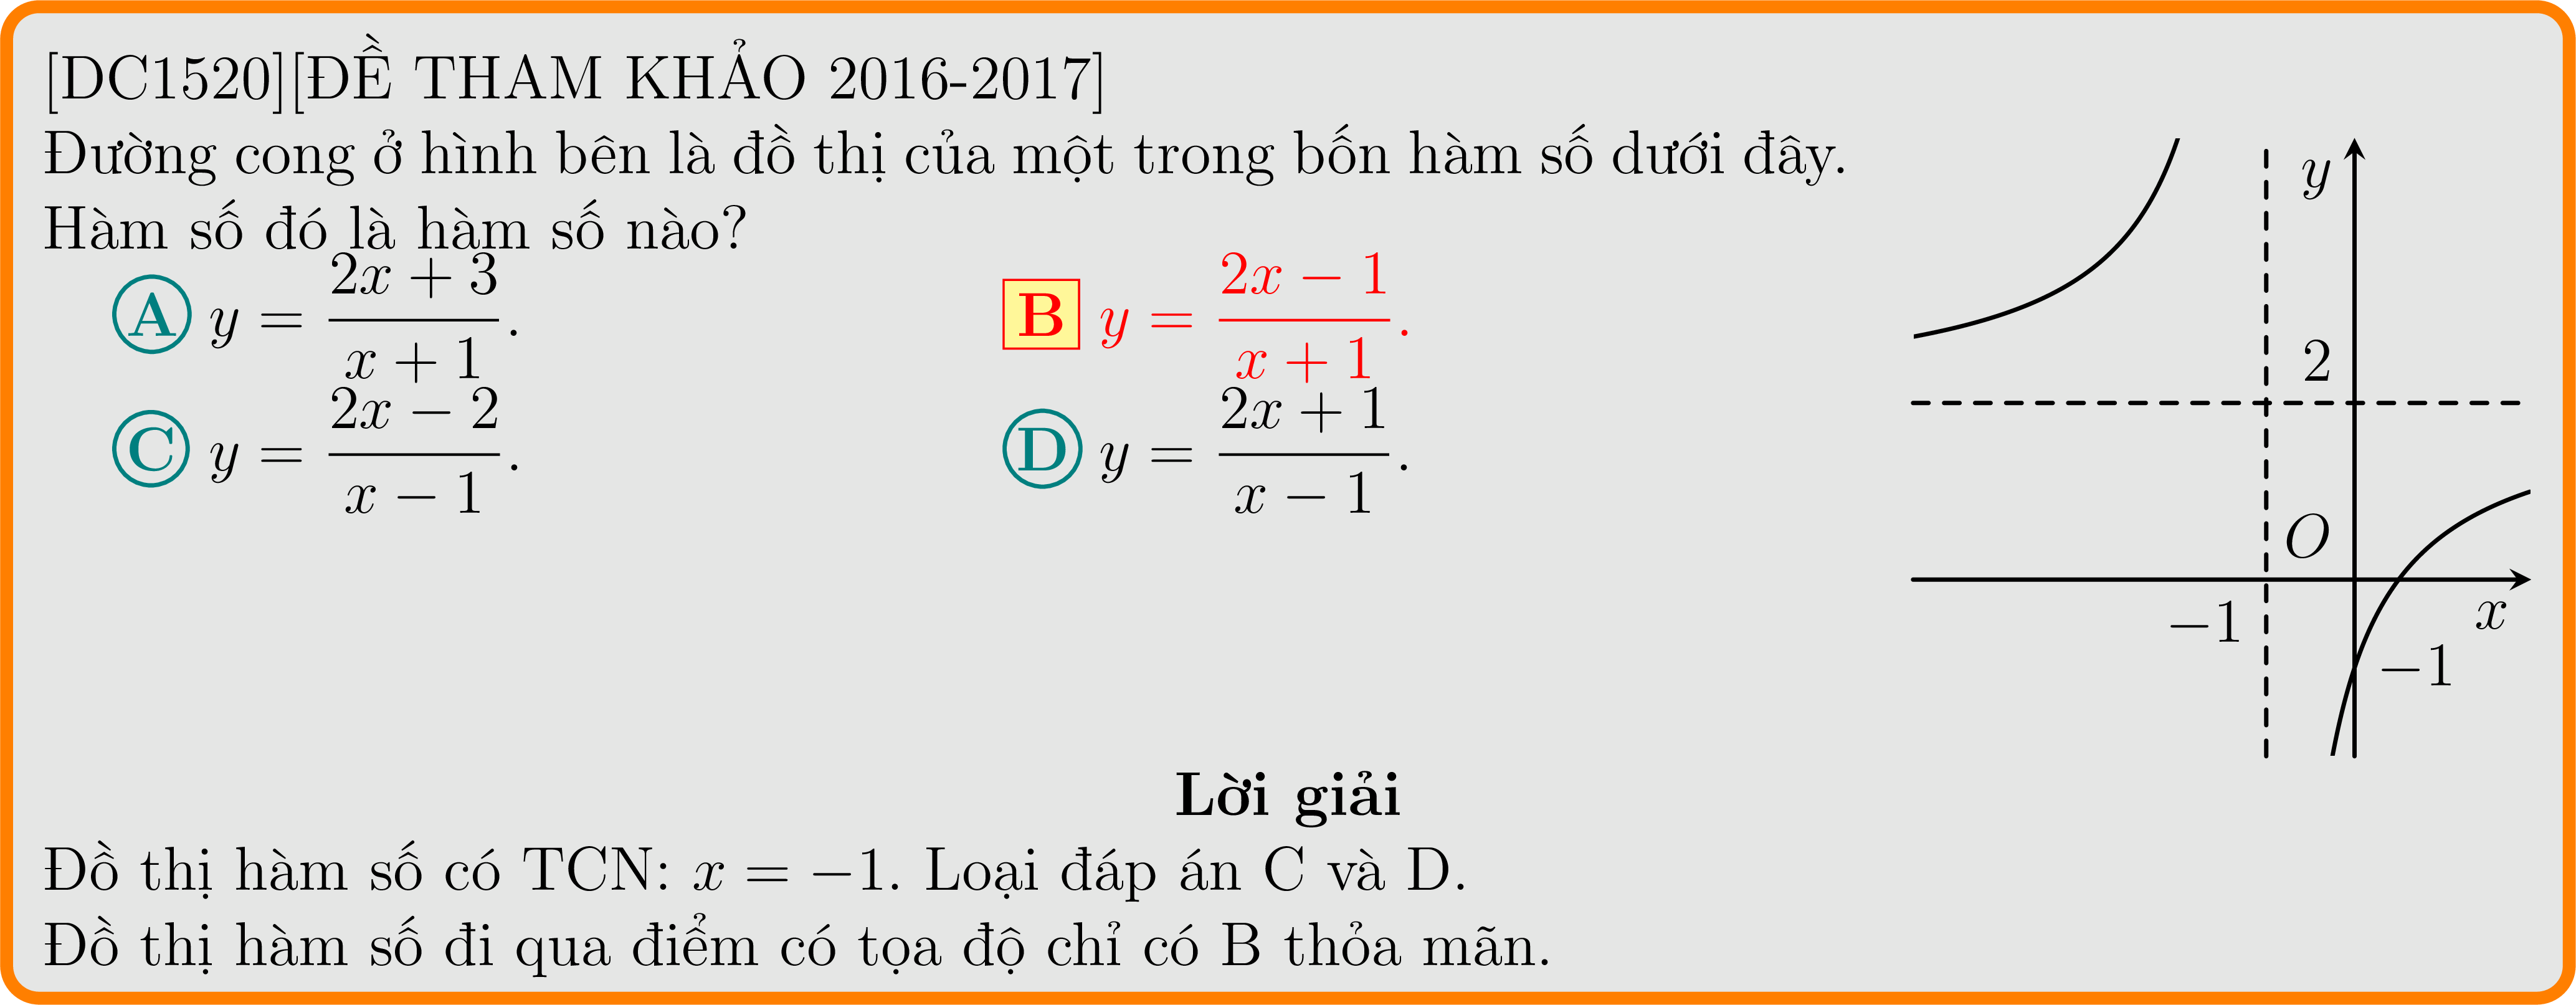 [DC1520][ĐỀ THAM KHẢO 2016-2017]
Đường cong ở hình bên là đồ thị của một trong bốn hàm số dưới đây.
Hàm số đó là hàm số nào?
A y = \frac{2x + 3}{x + 1}.
B y = \frac{2x − 1}{x + 1}.
C y = \frac{2x − 2}{x − 1}.
D y = \frac{2x + 1}{x − 1}.
y
2
O
x
−1
−1
Lời giải
Đồ thị hàm số có TCN: x = −1. Loại đáp án C và D.
Đồ thị hàm số đi qua điểm có tọa độ chỉ có B thỏa mãn.